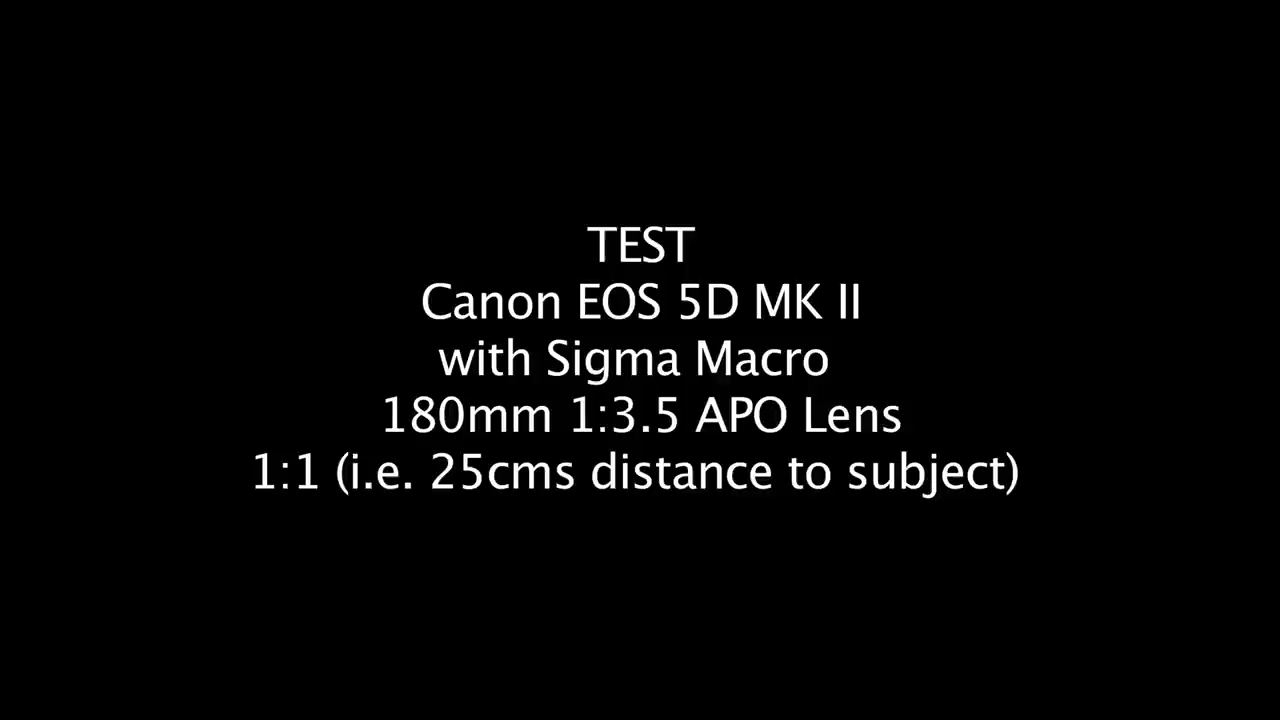 TEST
Canon EOS 5D MK II
with Sigma Macro
180mm 1:3.5 APO Lens
1:1 (i.e. 25cms distance to subject)